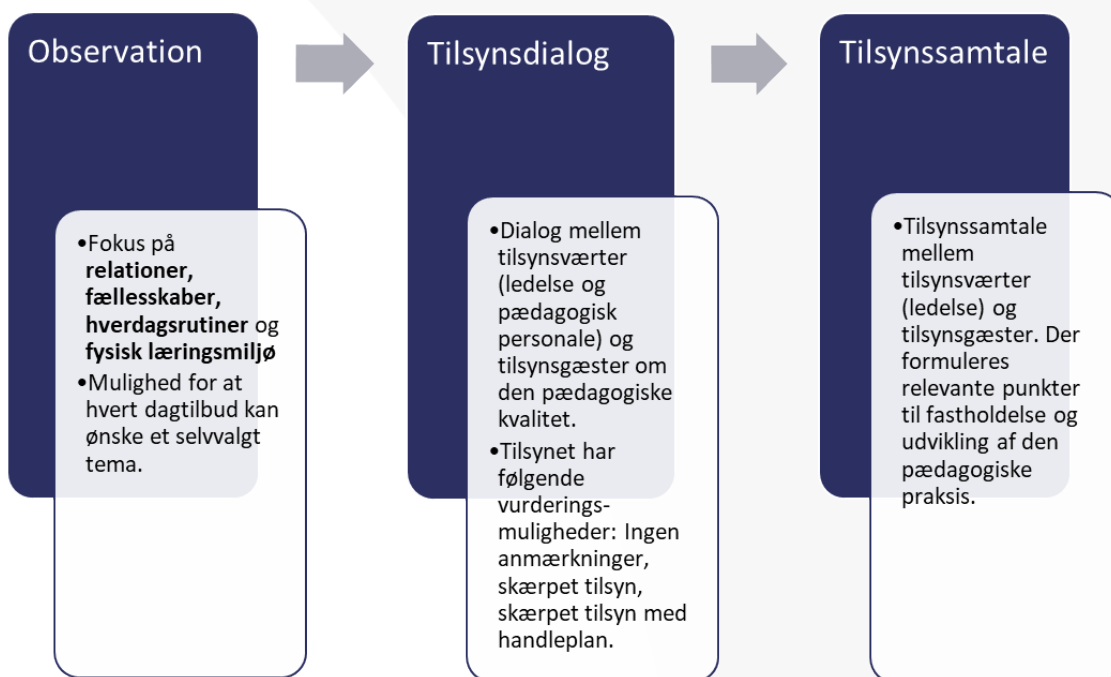 Observation
•Fokus på
relationer,
fællesskaber,
hverdagsrutiner og
fysisk læringsmiljø
•Mulighed for at
hvert dagtilbud kan
ønske et selvvalgt
tema.
Tilsynsdialog
•Dialog mellem
tilsynsværter
(ledelse og
pædagogisk
personale) og
tilsynsgæster om
den pædagogiske
kvalitet.
•Tilsynet har
følgende
vurderings-
muligheder: Ingen
anmærkninger,
skærpet tilsyn,
skærpet tilsyn med
handleplan.
Tilsynssamtale
•Tilsynssamtale
mellem
tilsynsværter
(ledelse) og
tilsynsgæster. Der
formuleres
relevante punkter
til fastholdelse og
udvikling af den
pædagogiske
praksis.